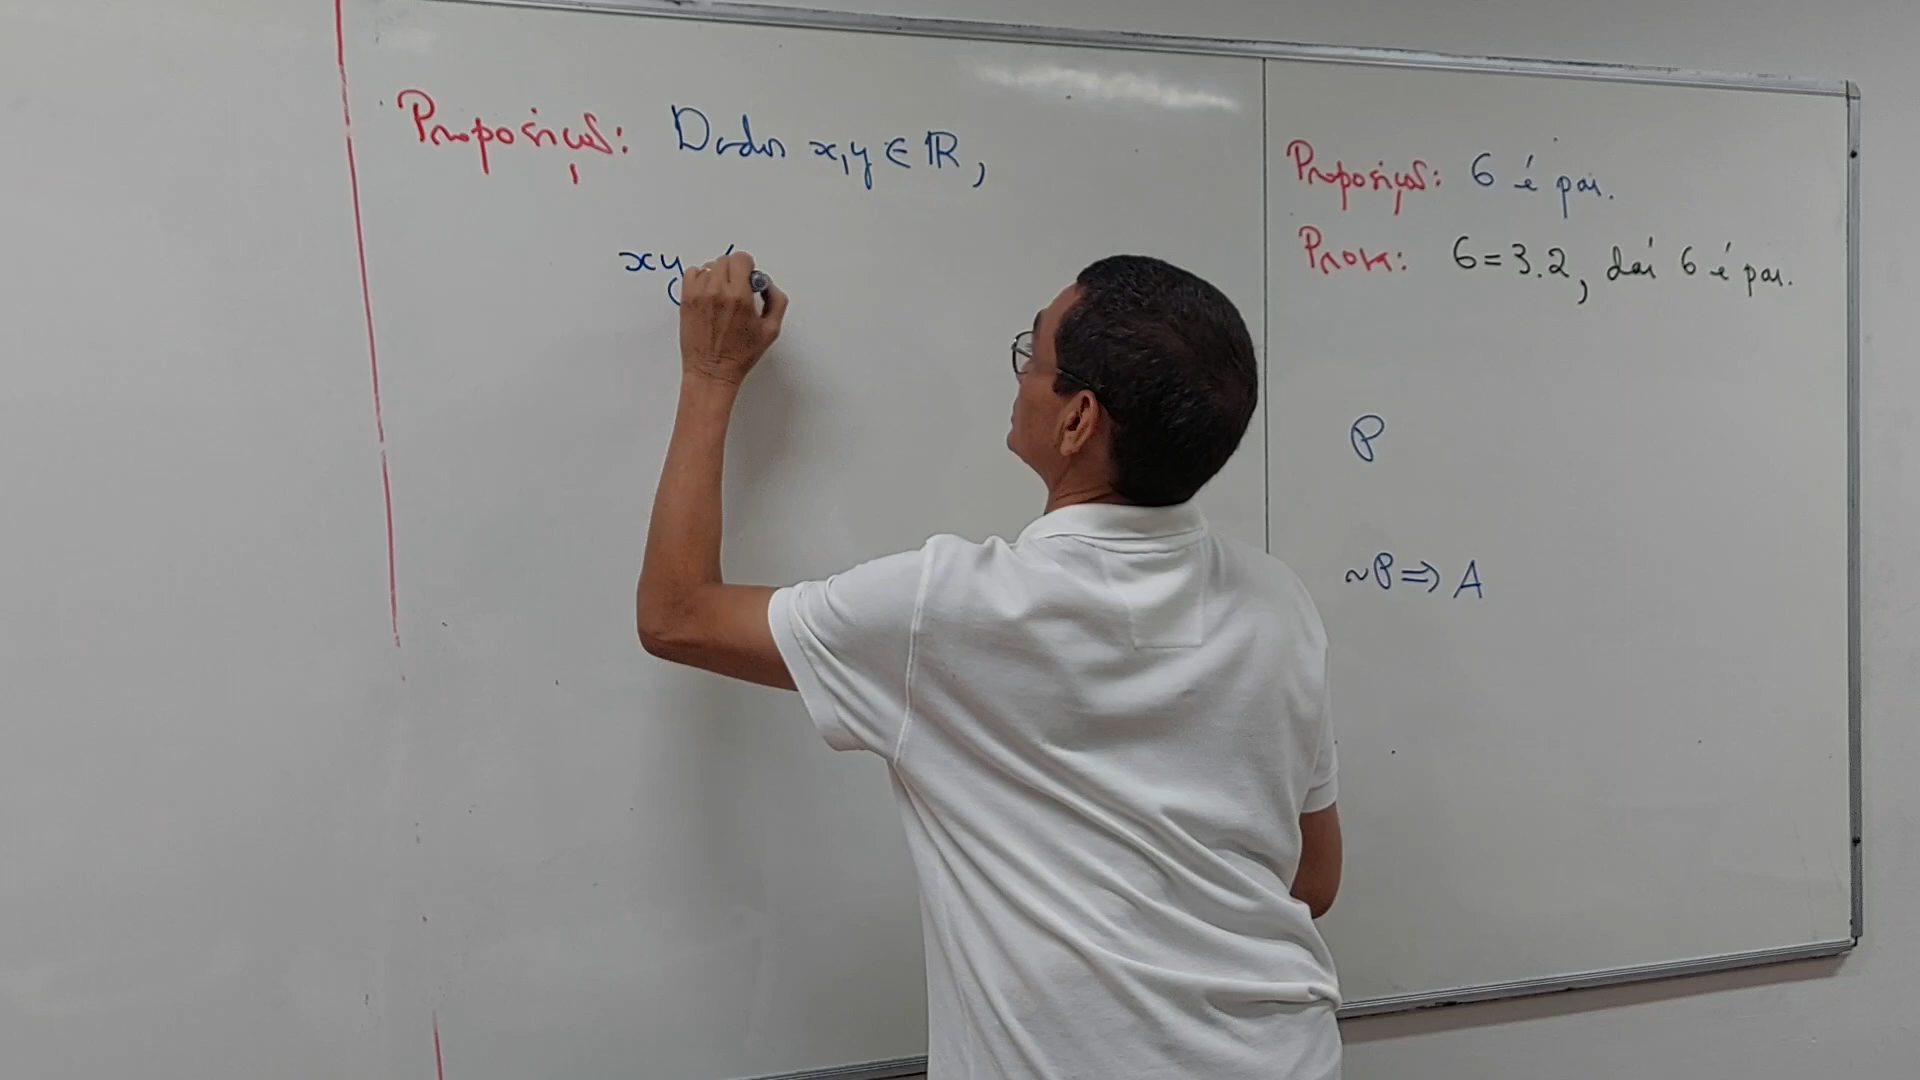 Proposição: Dados x,y ∈ ℝ,
xy
Proposição: 6 é par.
Prova: 6=3.2, daí 6 é par.
P
~P ⇒ A